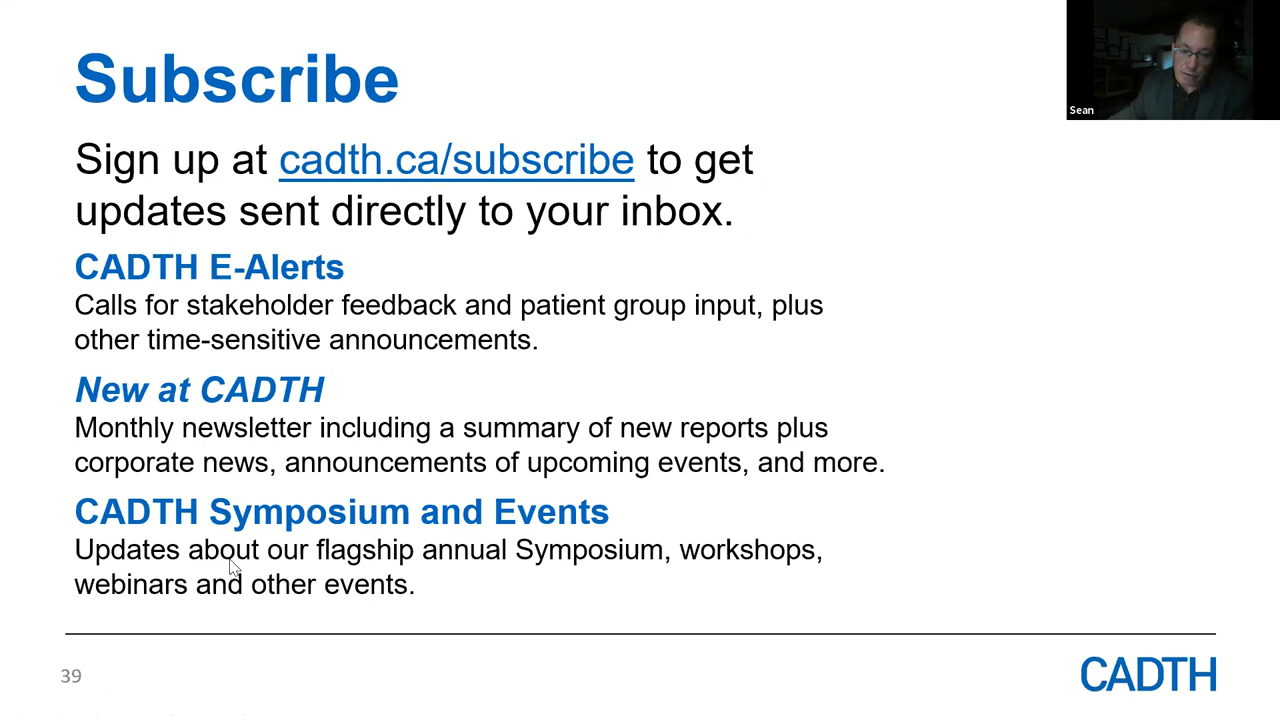 Subscribe
Sean
Sign up at cadth.ca/subscribe to get
updates sent directly to your inbox.
CADTH E-Alerts
Calls for stakeholder feedback and patient group input, plus
other time-sensitive announcements.
New at CADTH
Monthly newsletter including a summary of new reports plus
corporate news, announcements of upcoming events, and more.
CADTH Symposium and Events
Updates about our flagship annual Symposium, workshops,
webinars and other events.
39
CADTH